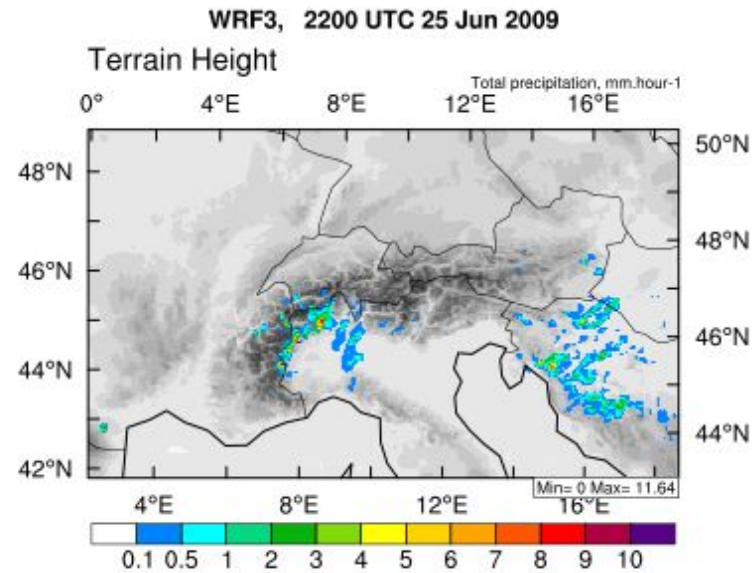 WRF3, 2200 UTC 25 Jun 2009
Terrain Height
Total precipitation, mm.hour-1
0° 4°E 8°E 12°E 16°E
50°N
48°N
48°N
46°N
46°N
44°N
44°N
42°N
Min= 0 Max= 11.64
4°E 8°E 12°E 16°E
0.1 0.5 1 2 3 4 5 6 7 8 9 10